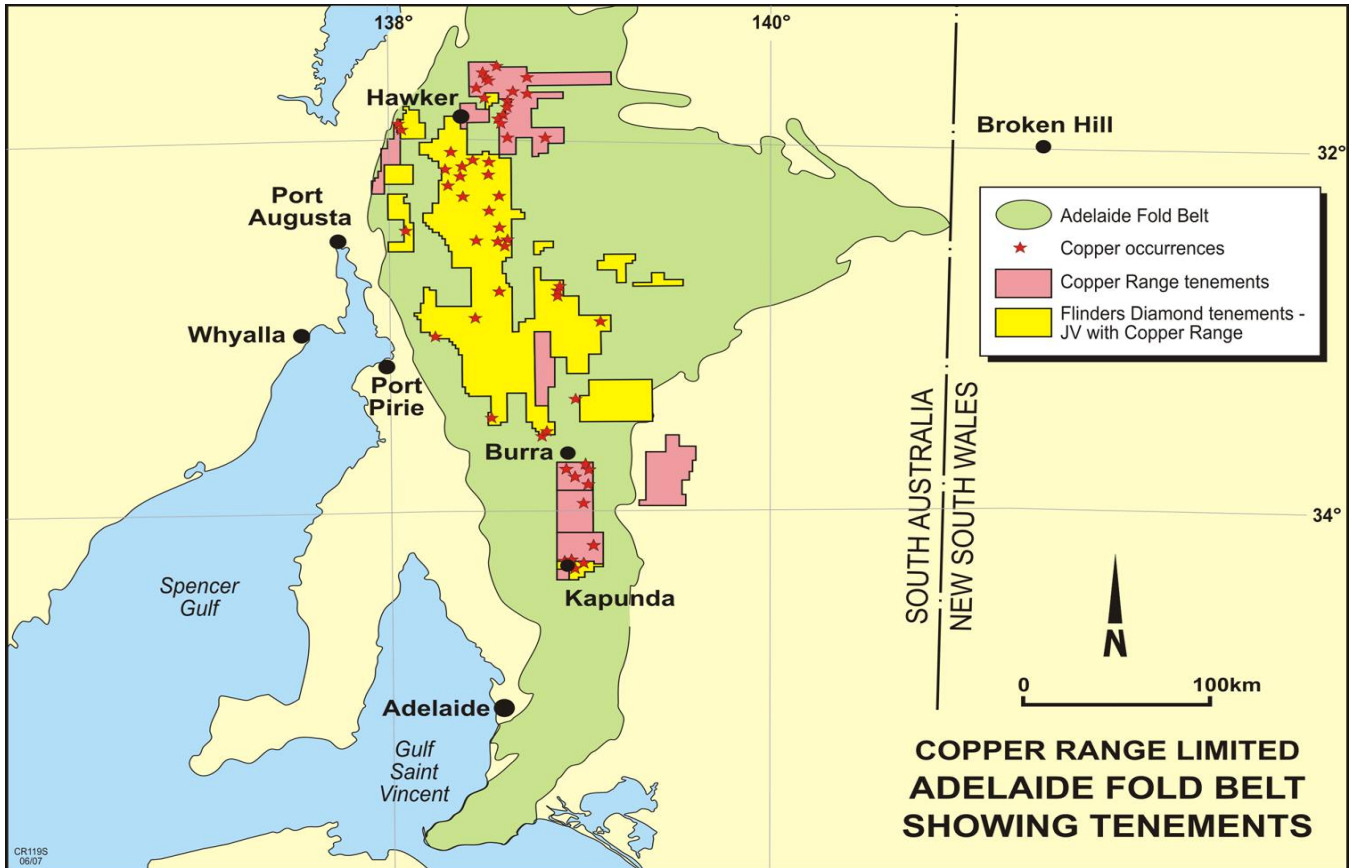 138°
140°
Hawker
Broken Hill
32°
Port
Augusta
Adelaide Fold Belt
Copper occurrences
Copper Range tenements
Flinders Diamond tenements -
JV with Copper Range
Whyalla
Port
Pirie
Burra
SOUTH AUSTRALIA
NEW SOUTH WALES
34°
Spencer
Gulf
Kapunda
N
0
100km
Adelaide
Gulf
Saint
Vincent
COPPER RANGE LIMITED
ADELAIDE FOLD BELT
SHOWING TENEMENTS
CR119S
06/07